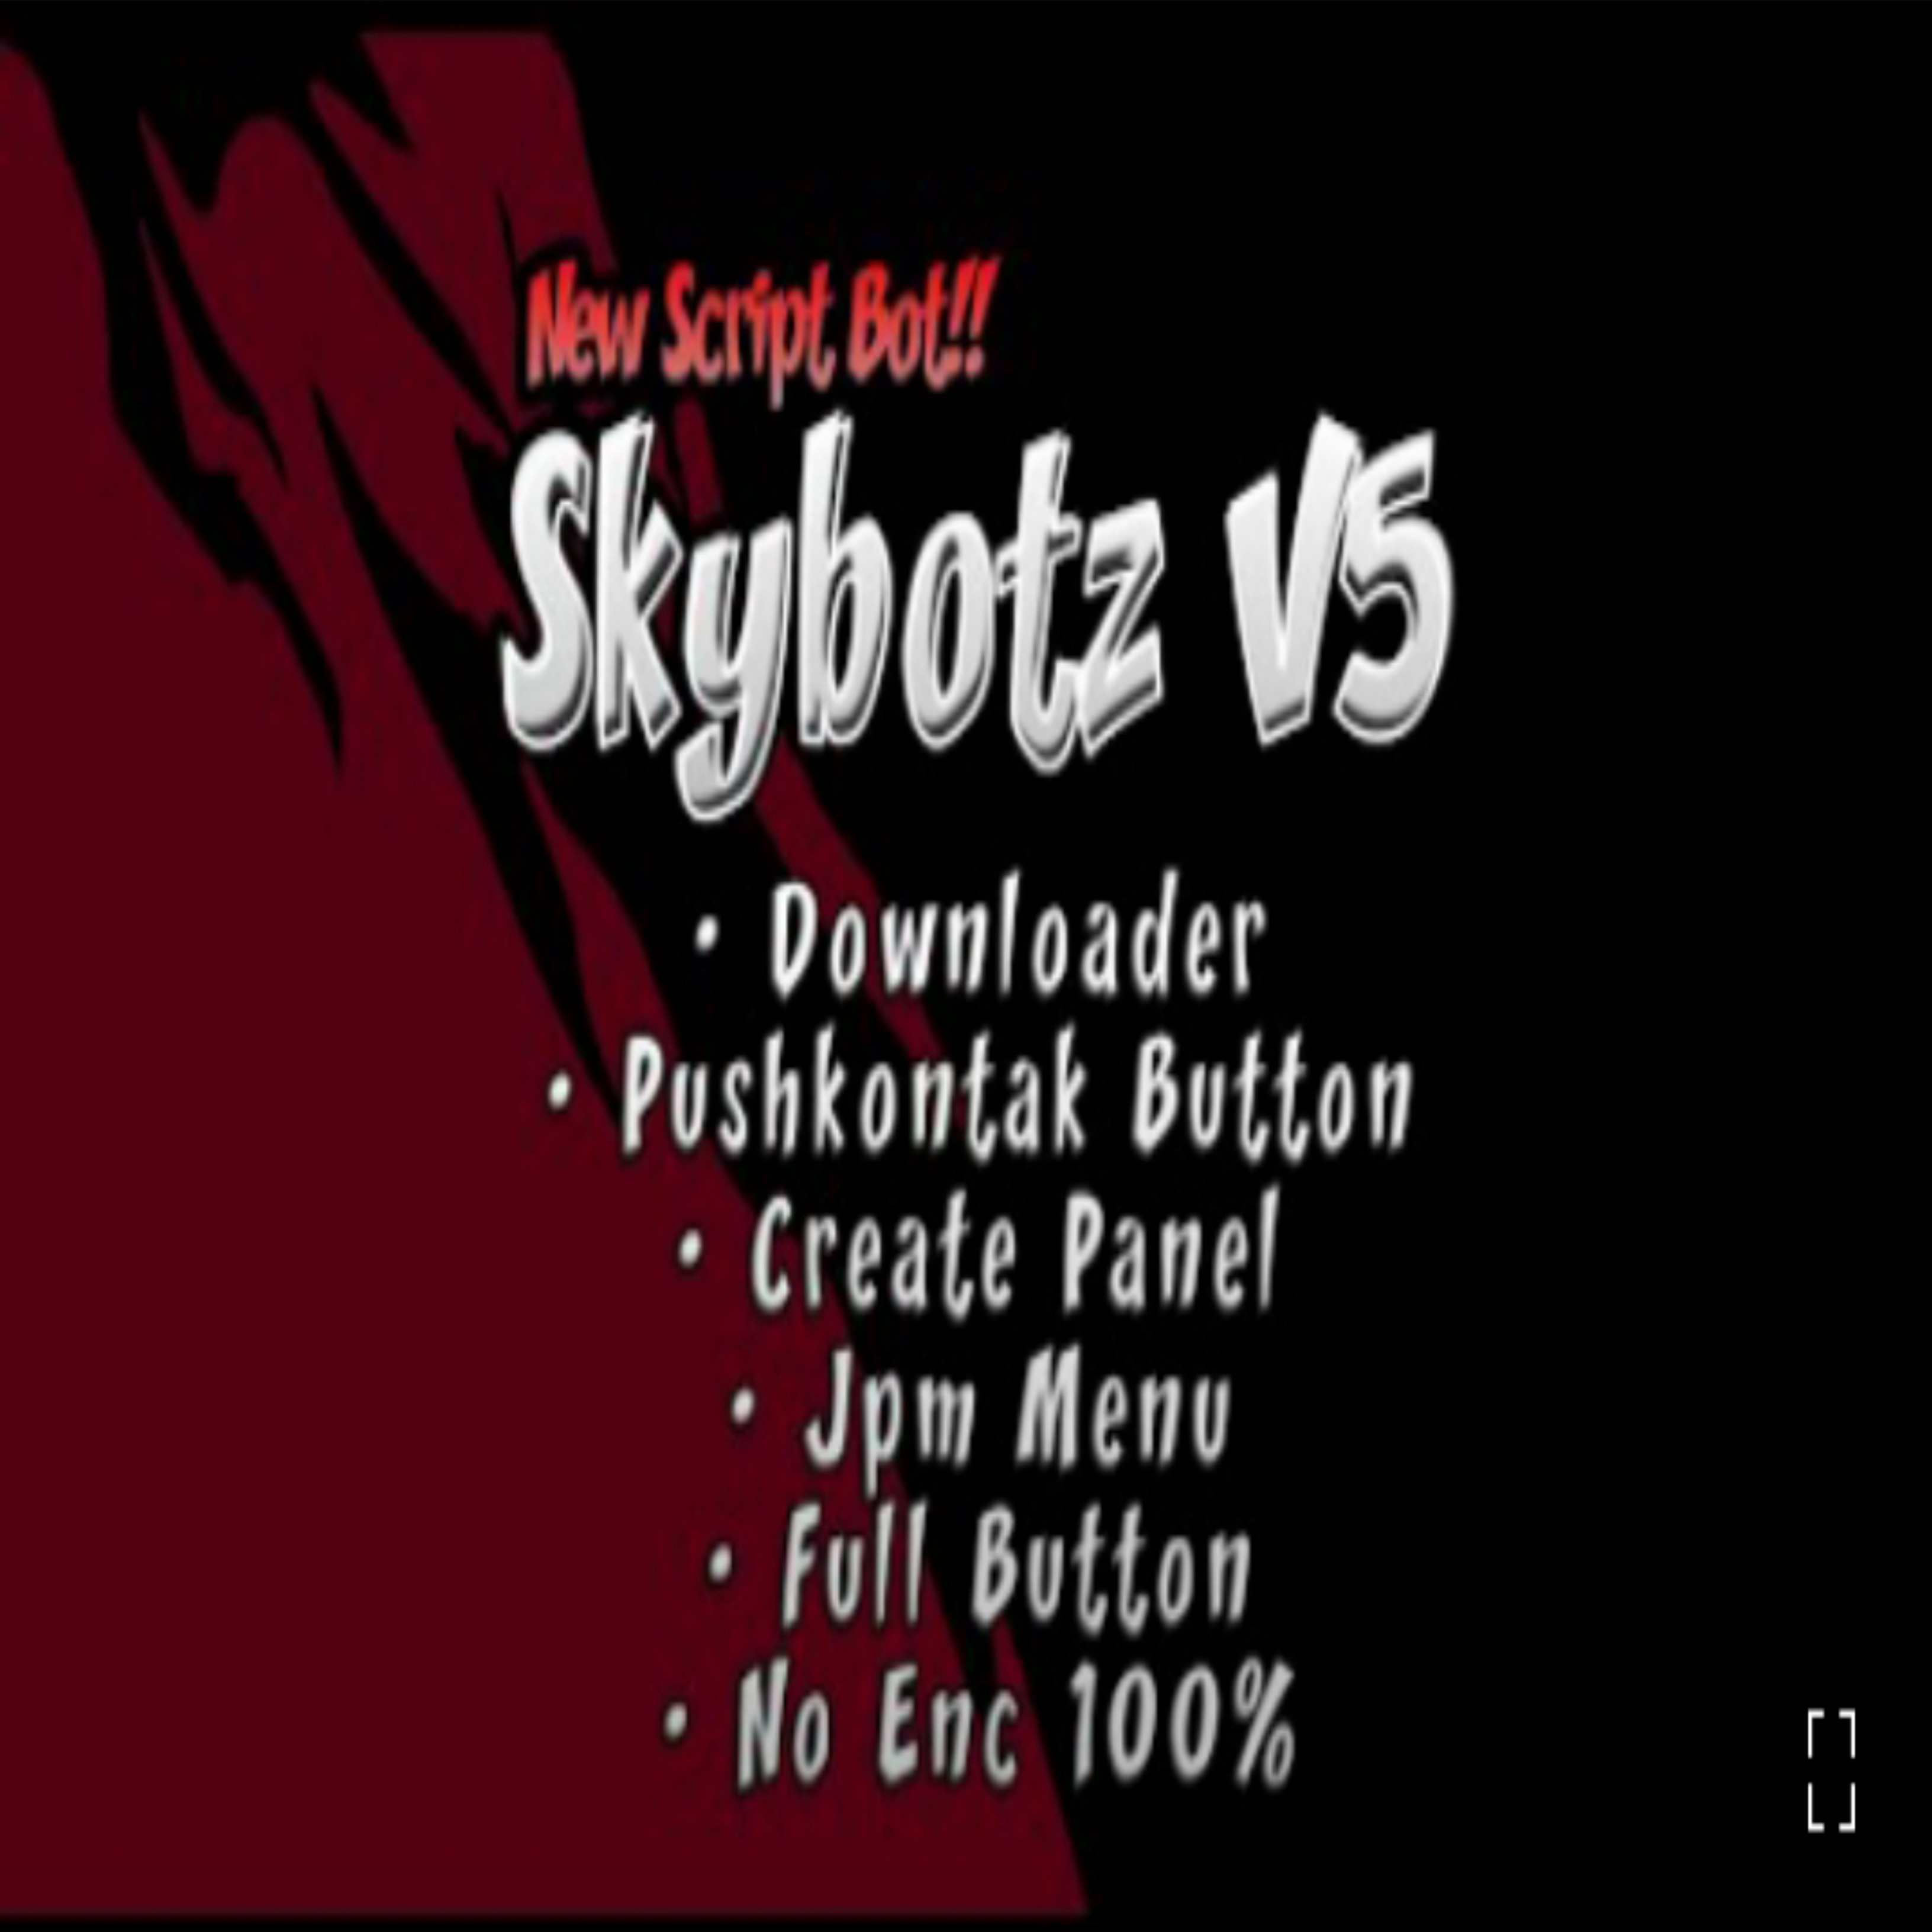 New Script Bot!!
Skybotz V5
• Downloader
• Pushkontak Button
• Create Panel
• Jpm Menu
• Full Button
• No Enc 100%